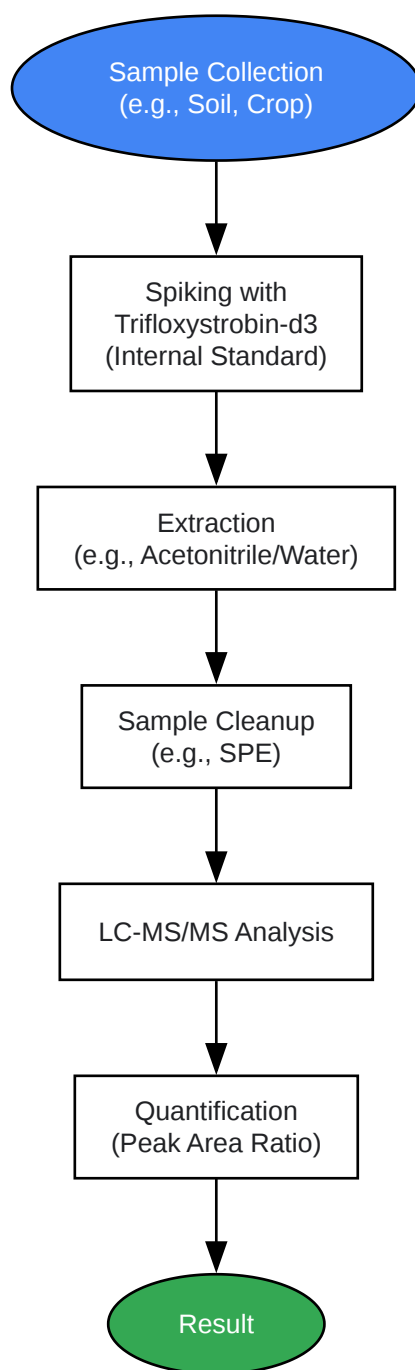 Sample Collection
(e.g., Soil, Crop)
Spiking with
Trifloxystrobin-d3
(Internal Standard)
Extraction
(e.g., Acetonitrile/Water)
Sample Cleanup
(e.g., SPE)
LC-MS/MS Analysis
Quantification
(Peak Area Ratio)
Result